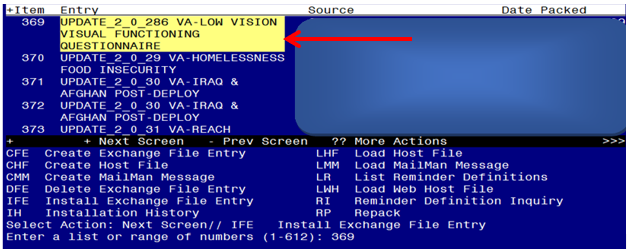 +Item Entry Source Date Packed
369 UPDATE_2_0_286 VA-LOW VISION
VISUAL FUNCTIONING
QUESTIONNAIRE
370 UPDATE_2_0_29 VA-HOMELESSNESS
FOOD INSECURITY
371 UPDATE_2_0_30 VA-IRAQ &
AFGHAN POST-DEPLOY
372 UPDATE_2_0_30 VA-IRAQ &
AFGHAN POST-DEPLOY
373 UPDATE_2_0_31 VA-REACH
+ + Next Screen - Prev Screen ?? More Actions >>>
CFE Create Exchange File Entry LHF Load Host File
CHF Create Host File LMM Load MailMan Message
CMM Create MailMan Message LR List Reminder Definitions
DFE Delete Exchange File Entry LWH Load Web Host File
IFE Install Exchange File Entry RI Reminder Definition Inquiry
IH Installation History RP Repack
Select Action: Next Screen// IFE Install Exchange File Entry
Enter a list or range of numbers (1-612): 369